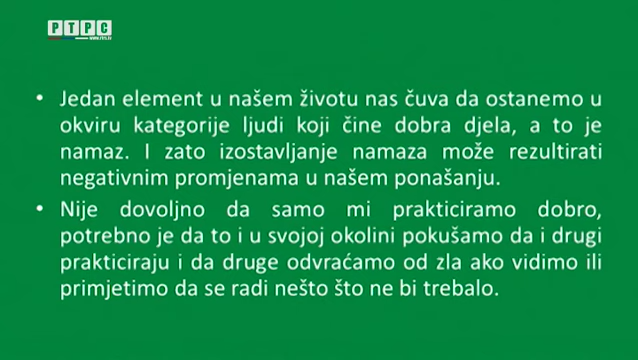 РТРС
• Jedan element u našem životu nas čuva da ostanemo u
okviru kategorije ljudi koji čine dobra djela, a to je
namaz. I zato izostavljanje namaza može rezultirati
negativnim promjenama u našem ponašanju.
• Nije dovoljno da samo mi prakticiramo dobro,
potrebno je da to i u svojoj okolini pokušamo da i drugi
prakticiraju i da druge odvraćamo od zla ako vidimo ili
primjetimo da se radi nešto što ne bi trebalo.